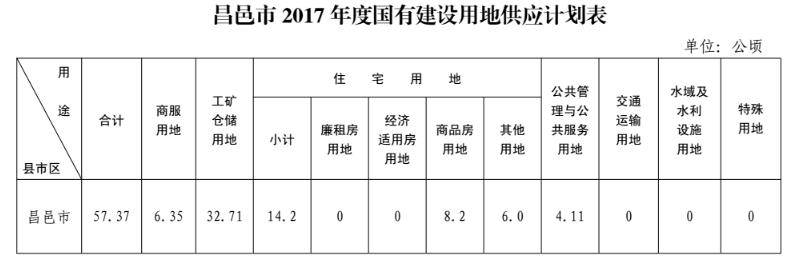 昌邑市 2017 年度国有建设用地供应计划表
单位：公顷
用途
县市区
合计
商服
用地
工矿
仓储
用地
住宅用地
小计
廉租房
用地
经济
适用房
用地
商品房
用地
其他
用地
公共管
理与公
共服务
用地
交通
运输
用地
水域及
水利
设施
用地
特殊
用地
昌邑市 57.37 6.35 32.71 14.2 0 0 8.2 6.0 4.11 0 0 0